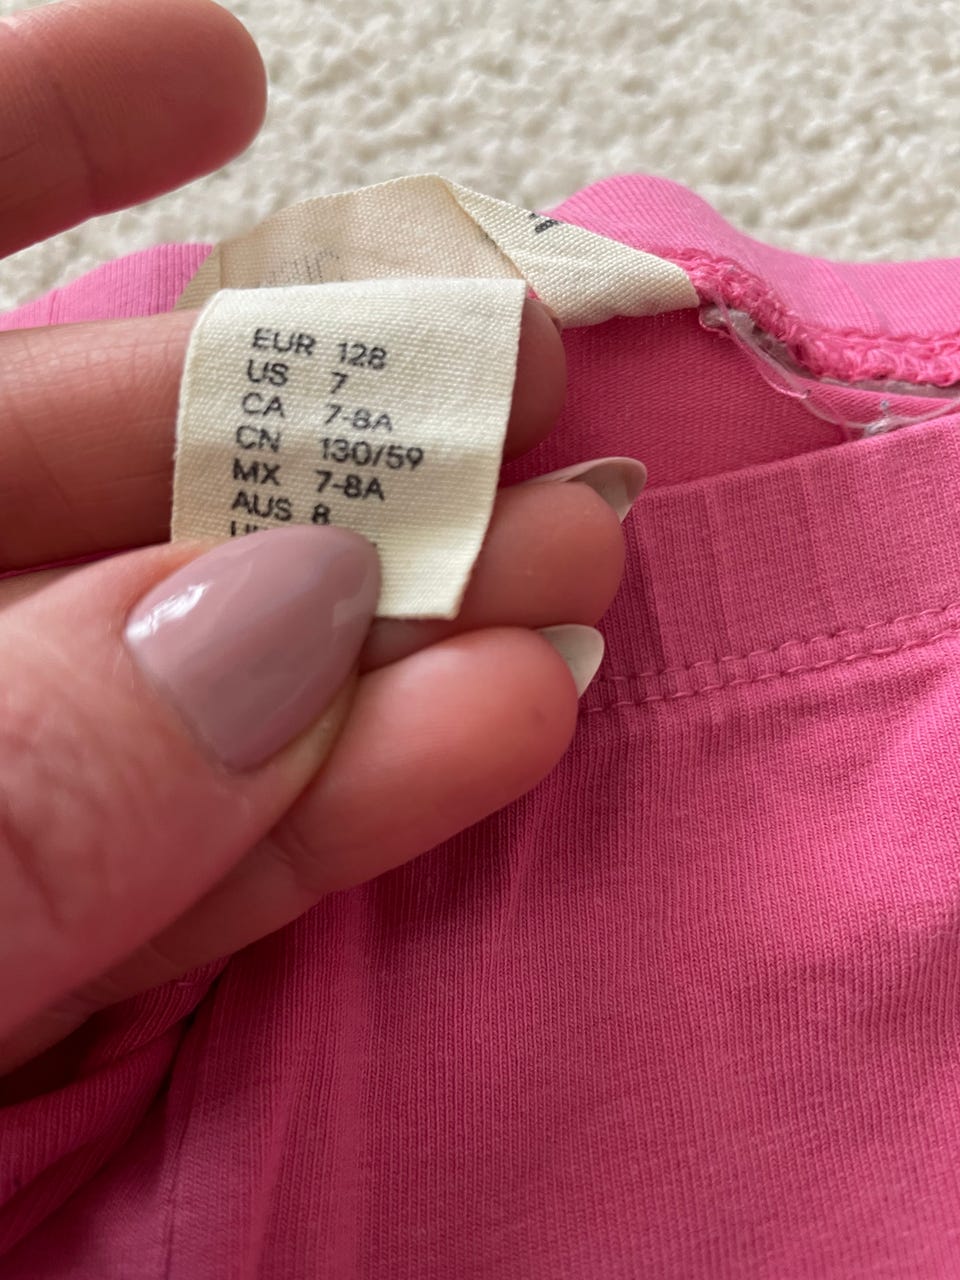 EUR 128
US 7
CA 7-8A
CN 130/59
MX 7-8A
AUS 8